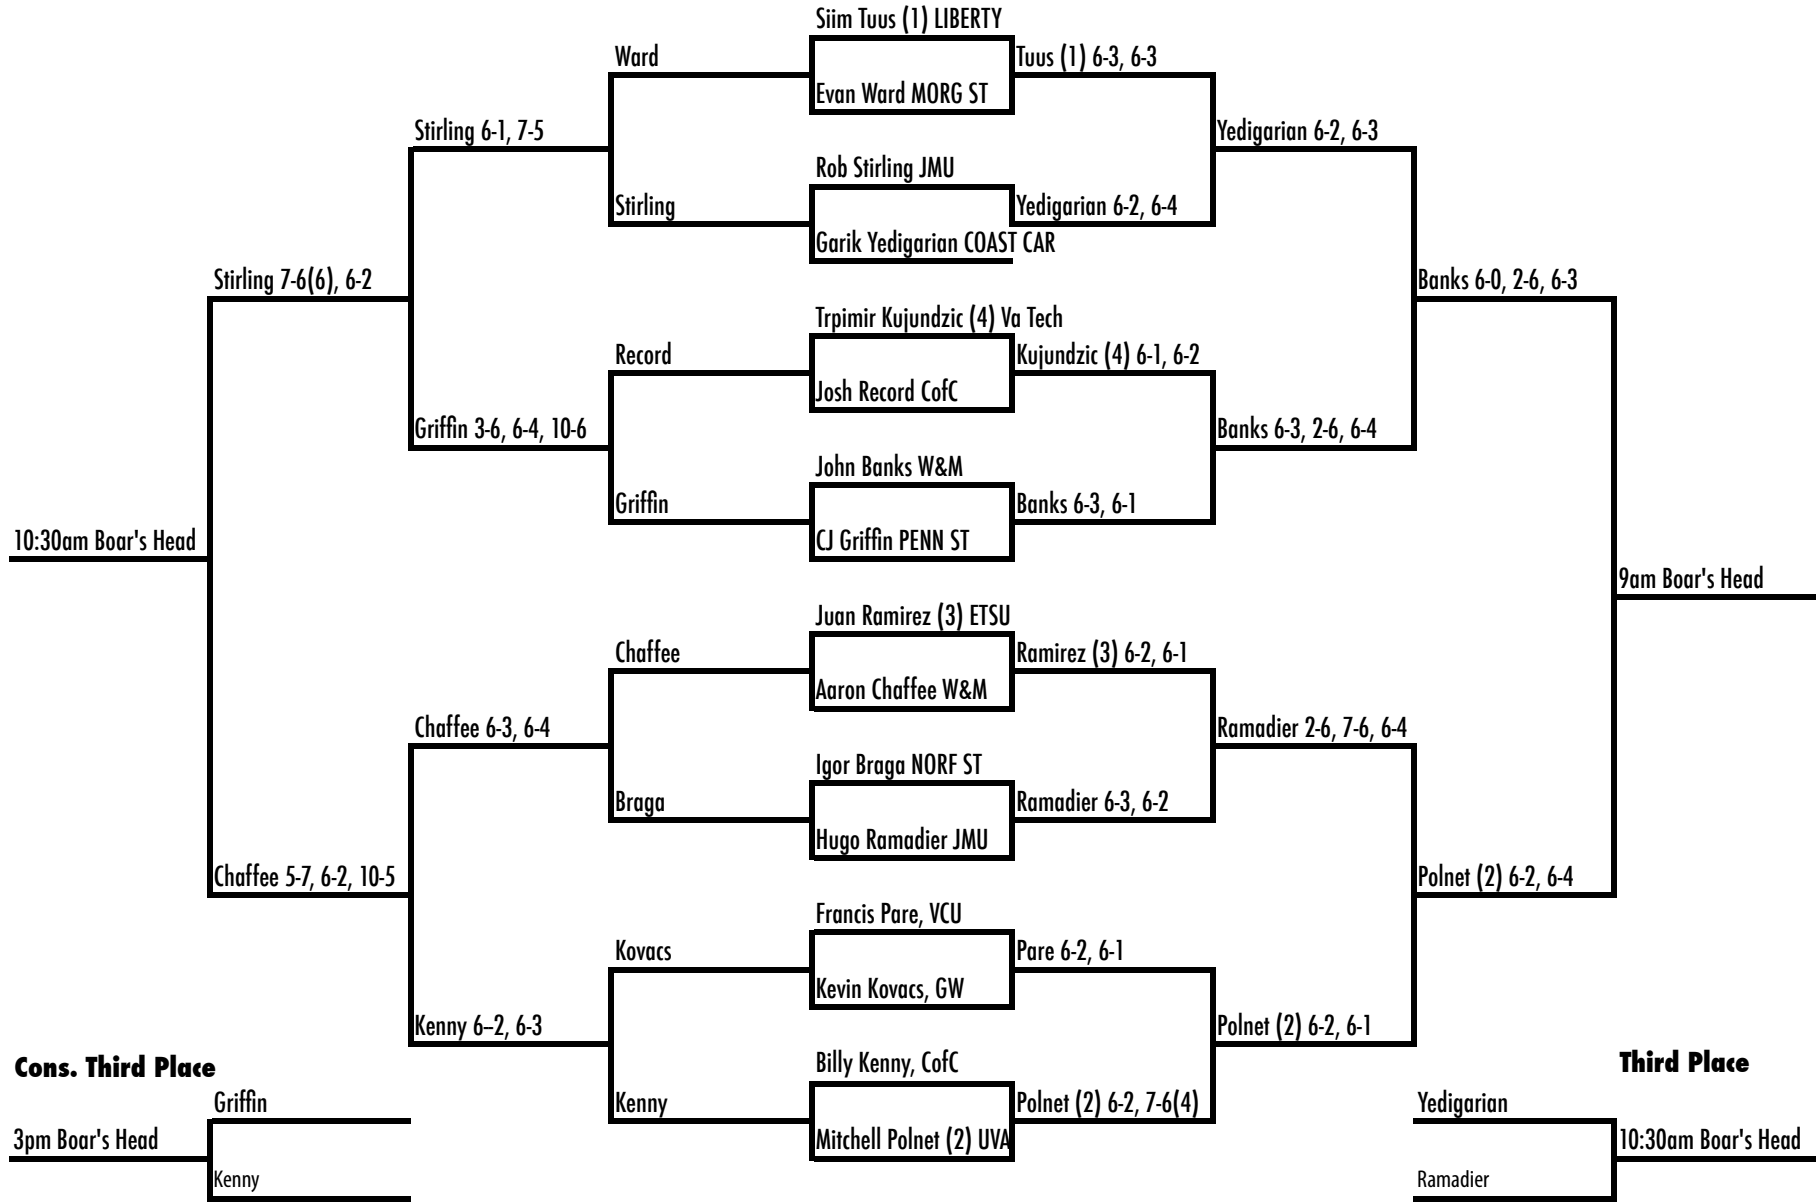 Siim Tuus (1) LIBERTY
Ward
Tuus (1) 6-3, 6-3
Evan Ward MORG ST
Stirling 6-1, 7-5
Yedigarian 6-2, 6-3
Rob Stirling JMU
Stirling
Yedigarian 6-2, 6-4
Garik Yedigarian COAST CAR
Stirling 7-6(6), 6-2
Banks 6-0, 2-6, 6-3
Trpimir Kujundzic (4) Va Tech
Record
Kujundzic (4) 6-1, 6-2
Josh Record CofC
Griffin 3-6, 6-4, 10-6
Banks 6-3, 2-6, 6-4
John Banks W&M
Griffin
Banks 6-3, 6-1
CJ Griffin PENN ST
10:30am Boar's Head
9am Boar's Head
Juan Ramirez (3) ETSU
Chaffee
Ramirez (3) 6-2, 6-1
Aaron Chaffee W&M
Chaffee 6-3, 6-4
Ramadier 2-6, 7-6, 6-4
Igor Braga NORF ST
Braga
Ramadier 6-3, 6-2
Hugo Ramadier JMU
Chaffee 5-7, 6-2, 10-5
Polnet (2) 6-2, 6-4
Francis Pare, VCU
Kovacs
Pare 6-2, 6-1
Kevin Kovacs, GW
Kenny 6–2, 6-3
Polnet (2) 6-2, 6-1
Billy Kenny, CofC
Cons. Third Place
Third Place
Griffin
Kenny
Polnet (2) 6-2, 7-6(4)
Yedigarian
3pm Boar's Head
Mitchell Polnet (2) UVA
10:30am Boar's Head
Kenny
Ramadier